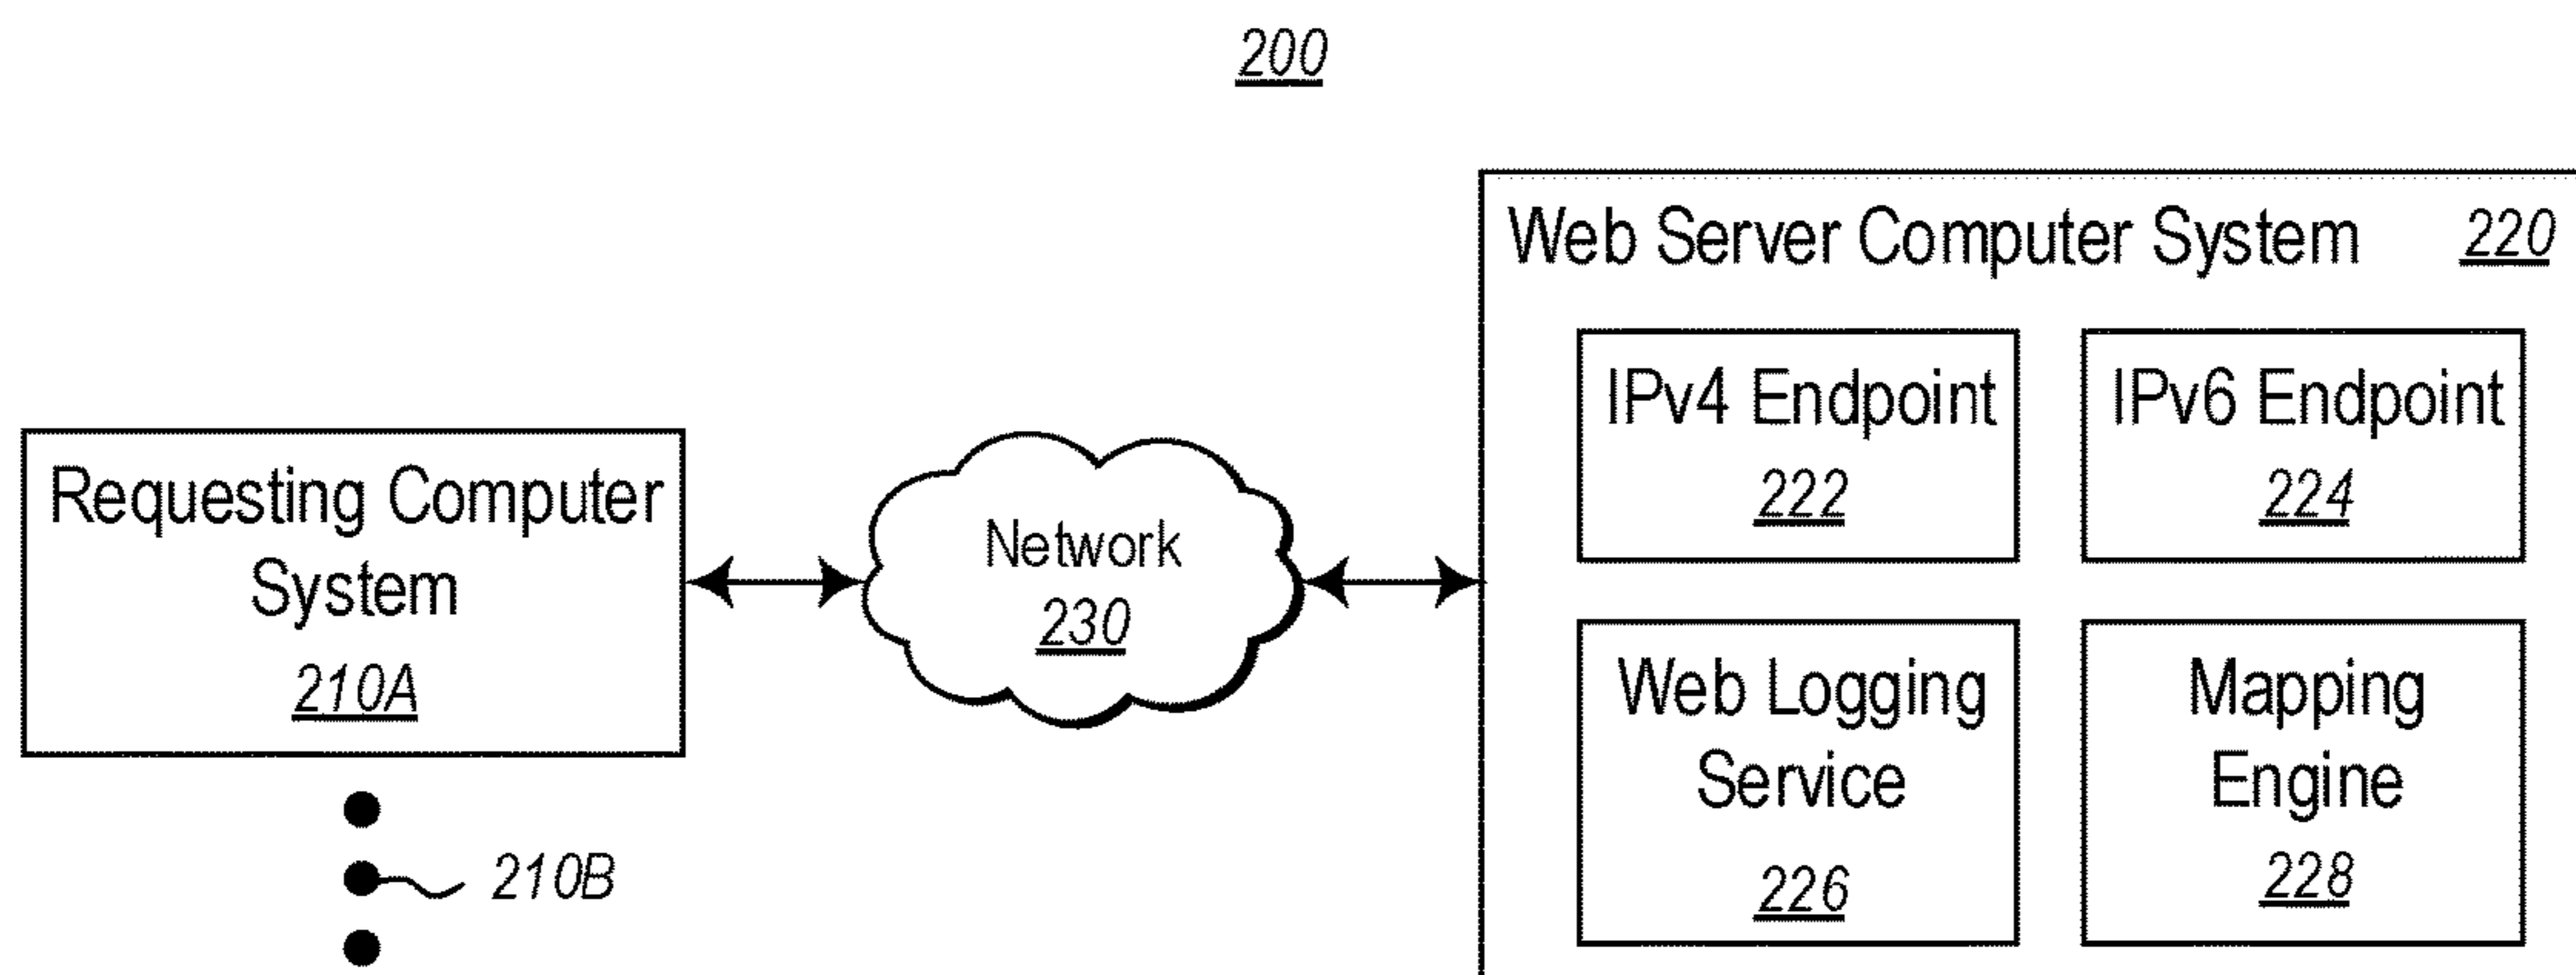 200
Web Server Computer System 220
IPv4 Endpoint
222
IPv6 Endpoint
224
Requesting Computer
System
210A
Network
230
Web Logging
Service
226
Mapping
Engine
228
210B